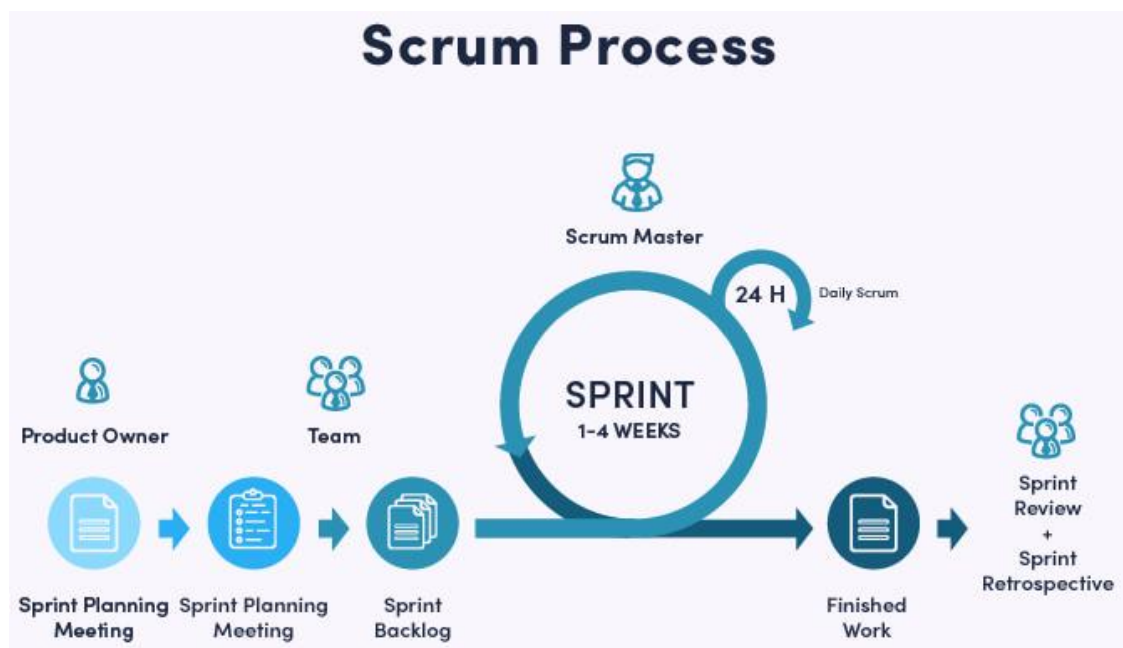 Scrum Process
Scrum Master
24 H
Daily Scrum
SPRINT
1-4 WEEKS
Product Owner
Team
Sprint Planning
Meeting
Sprint Planning
Meeting
Sprint
Backlog
Finished
Work
Sprint
Review
+
Sprint
Retrospective